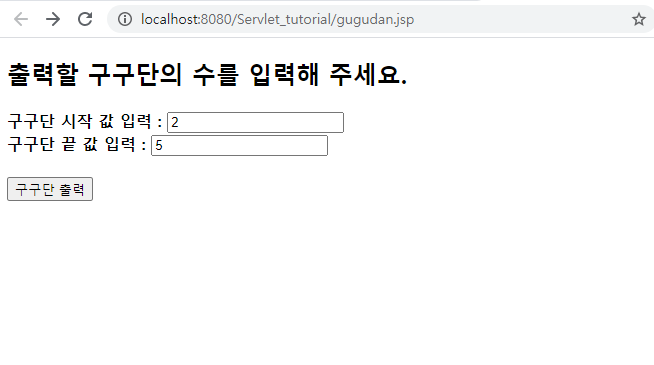 localhost:8080/Servlet_tutorial/gugudan.jsp
출력할 구구단의 수를 입력해 주세요.
구구단 시작 값 입력 : 2
구구단 끝 값 입력 : 5
구구단 출력